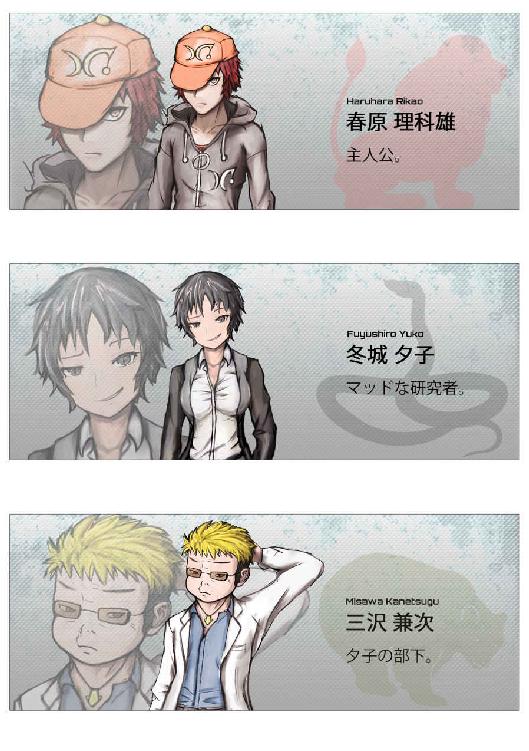 Haruhara Rikao
春原 理科雄
主人公。
Fuyushiro Yuko
冬城 夕子
マッドな研究者。
Misawa Kanetsugu
三沢 兼次
夕子の部下。